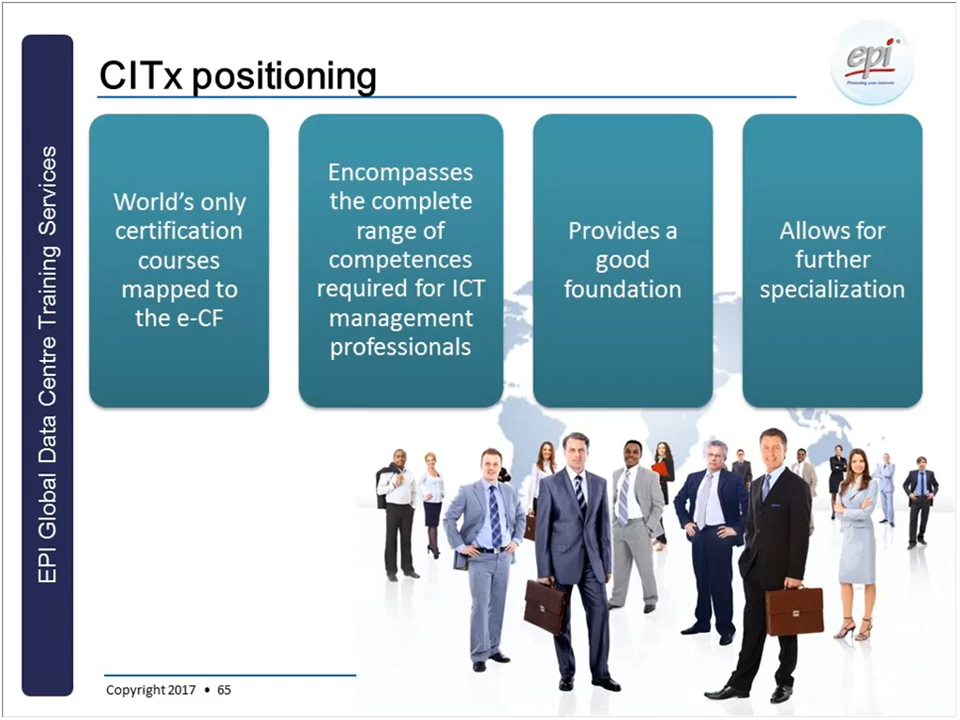 CITx positioning
epi
Protecting your interests
EPI Global Data Centre Training Services
World's only
certification
courses
mapped to
the e-CF
Encompasses
the complete
range of
competences
required for ICT
management
professionals
Provides a
good
foundation
Allows for
further
specialization
Copyright 2017 • 65